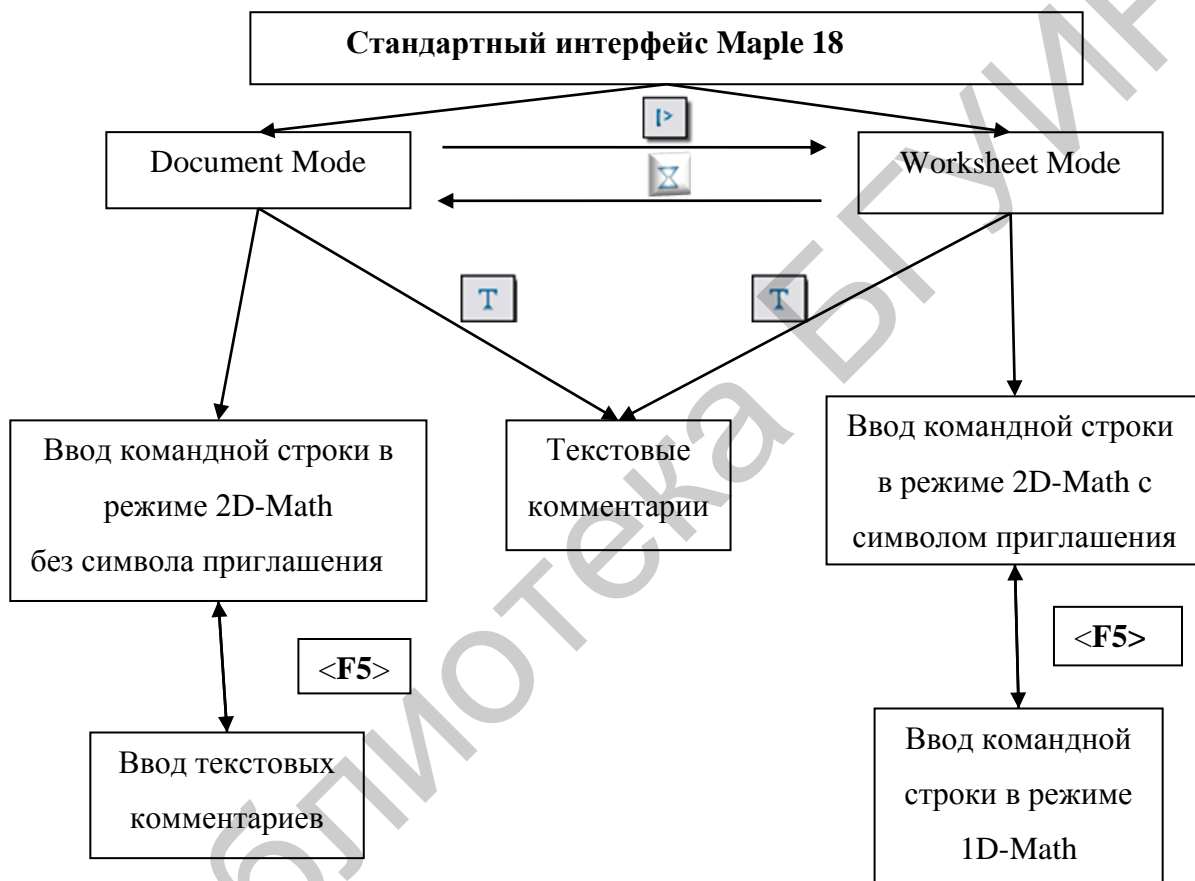 Стандартный интерфейс Maple 18
Document Mode
[>
Worksheet Mode
T
T
Ввод командной строки в
режиме 2D-Math
без символа приглашения
Текстовые
комментарии
Ввод командной строки
в режиме 2D-Math с
символом приглашения
<F5>
<F5>
Ввод текстовых
комментариев
Ввод командной
строки в режиме
1D-Math
блиотека БГУИР